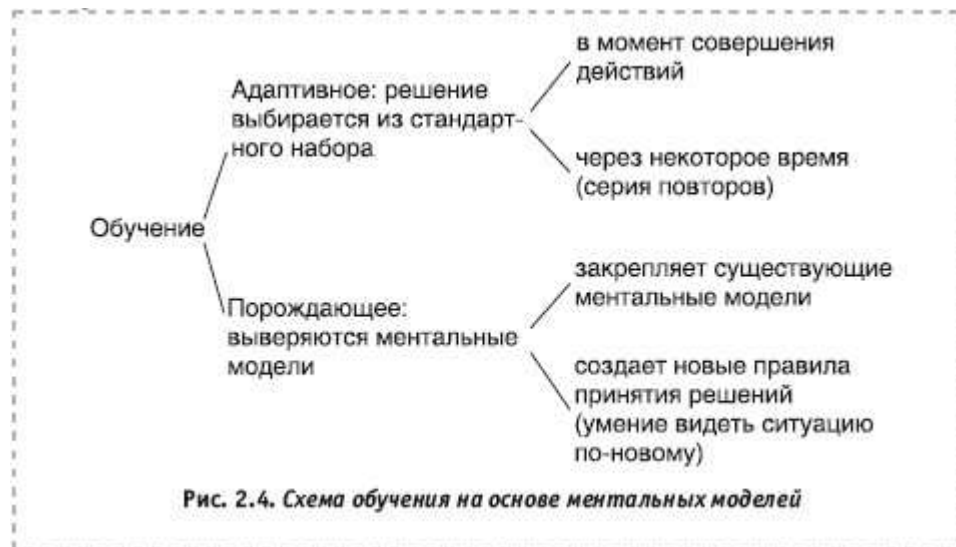 в момент совершения
действий
Адаптивное: решение
выбирается из стандарт-
ного набора
через некоторое время
(серия повторов)
Обучение
закрепляет существующие
ментальные модели
Порождающее:
выверяются ментальные
модели
создает новые правила
принятия решений
(умение видеть ситуацию
по-новому)
Рис. 2.4. Схема обучения на основе ментальных моделей